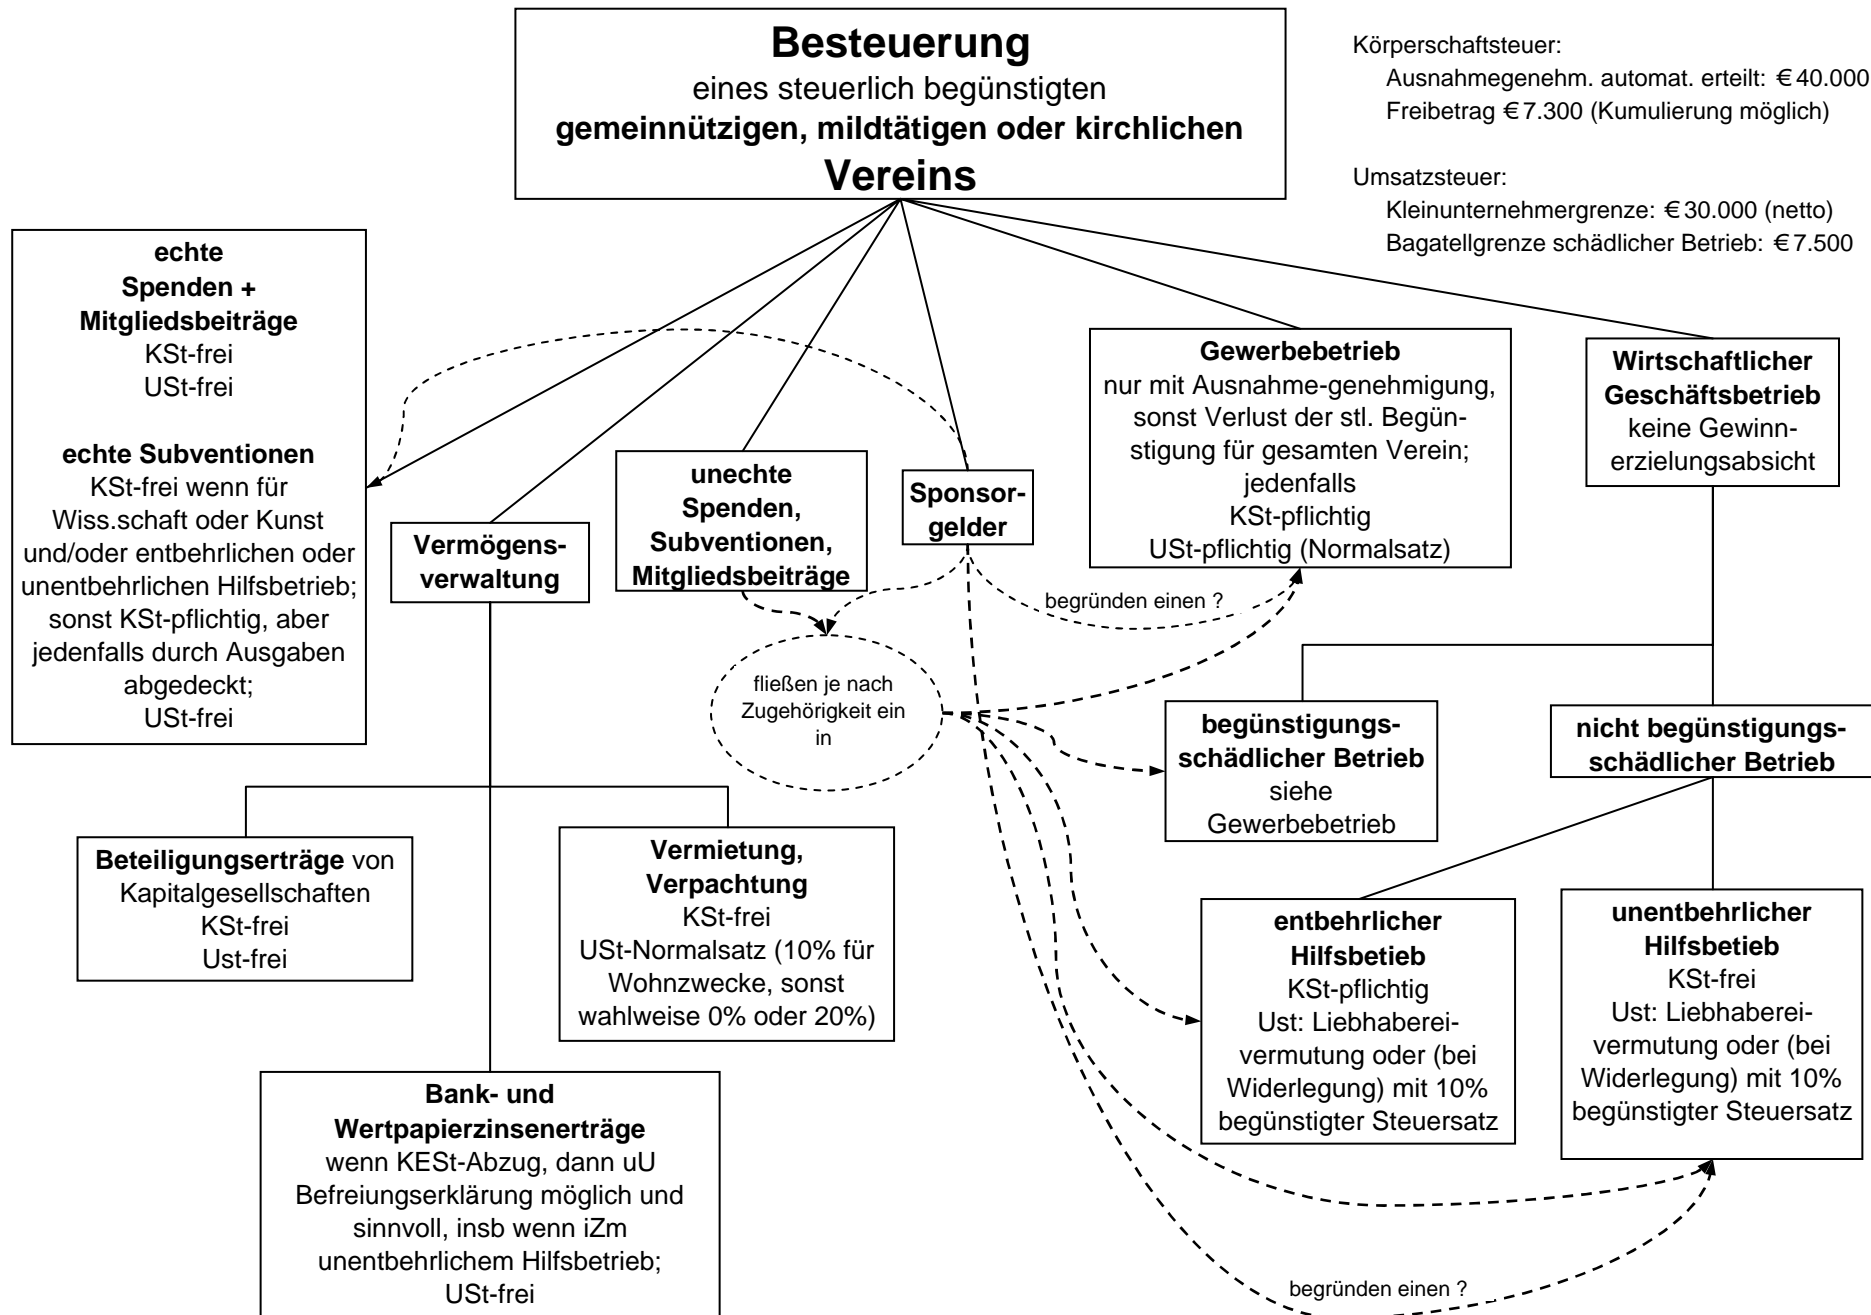 Besteuerung
eines steuerlich begünstigten
gemeinnützigen, mildtätigen oder kirchlichen
Vereins
Körperschaftsteuer:
Ausnahmegenehm. automat. erteilt: € 40.000
Freibetrag € 7.300 (Kumulierung möglich)
Umsatzsteuer:
Kleinunternehmergrenze: € 30.000 (netto)
Bagatellgrenze schädlicher Betrieb: € 7.500
echte
Spenden +
Mitgliedsbeiträge
KSt-frei
USt-frei
echte Subventionen
KSt-frei wenn für
Wiss.schaft oder Kunst
und/oder entbehrlichen oder
unentbehrlichen Hilfsbetrieb;
sonst KSt-pflichtig, aber
jedenfalls durch Ausgaben
abgedeckt;
USt-frei
Vermögens-
verwaltung
unechte
Spenden,
Subventionen,
Mitgliedsbeiträge
Sponsor-
gelder
Gewerbebetrieb
nur mit Ausnahme-genehmigung,
sonst Verlust der stl. Begün-
stigung für gesamten Verein;
jedenfalls
KSt-pflichtig
USt-pflichtig (Normalsatz)
Wirtschaftlicher
Geschäftsbetrieb
keine Gewinn-
erzielungsabsicht
begründen einen ?
fließen je nach
Zugehörigkeit ein
in
begünstigungs-
schädlicher Betrieb
siehe
Gewerbebetrieb
nicht begünstigungs-
schädlicher Betrieb
Beteiligungserträge von
Kapitalgesellschaften
KSt-frei
Ust-frei
Vermietung,
Verpachtung
KSt-frei
USt-Normalsatz (10% für
Wohnzwecke, sonst
wahlweise 0% oder 20%)
entbehrlicher
Hilfsbetieb
KSt-pflichtig
Ust: Liebhaberei-
vermutung oder (bei
Widerlegung) mit 10%
begünstigter Steuersatz
unentbehrlicher
Hilfsbetieb
KSt-frei
Ust: Liebhaberei-
vermutung oder (bei
Widerlegung) mit 10%
begünstigter Steuersatz
Bank- und
Wertpapierzinsenerträge
wenn KESt-Abzug, dann uU
Befreiungserklärung möglich und
sinnvoll, insb wenn iZm
unentbehrlichem Hilfsbetrieb;
USt-frei
begründen einen ?